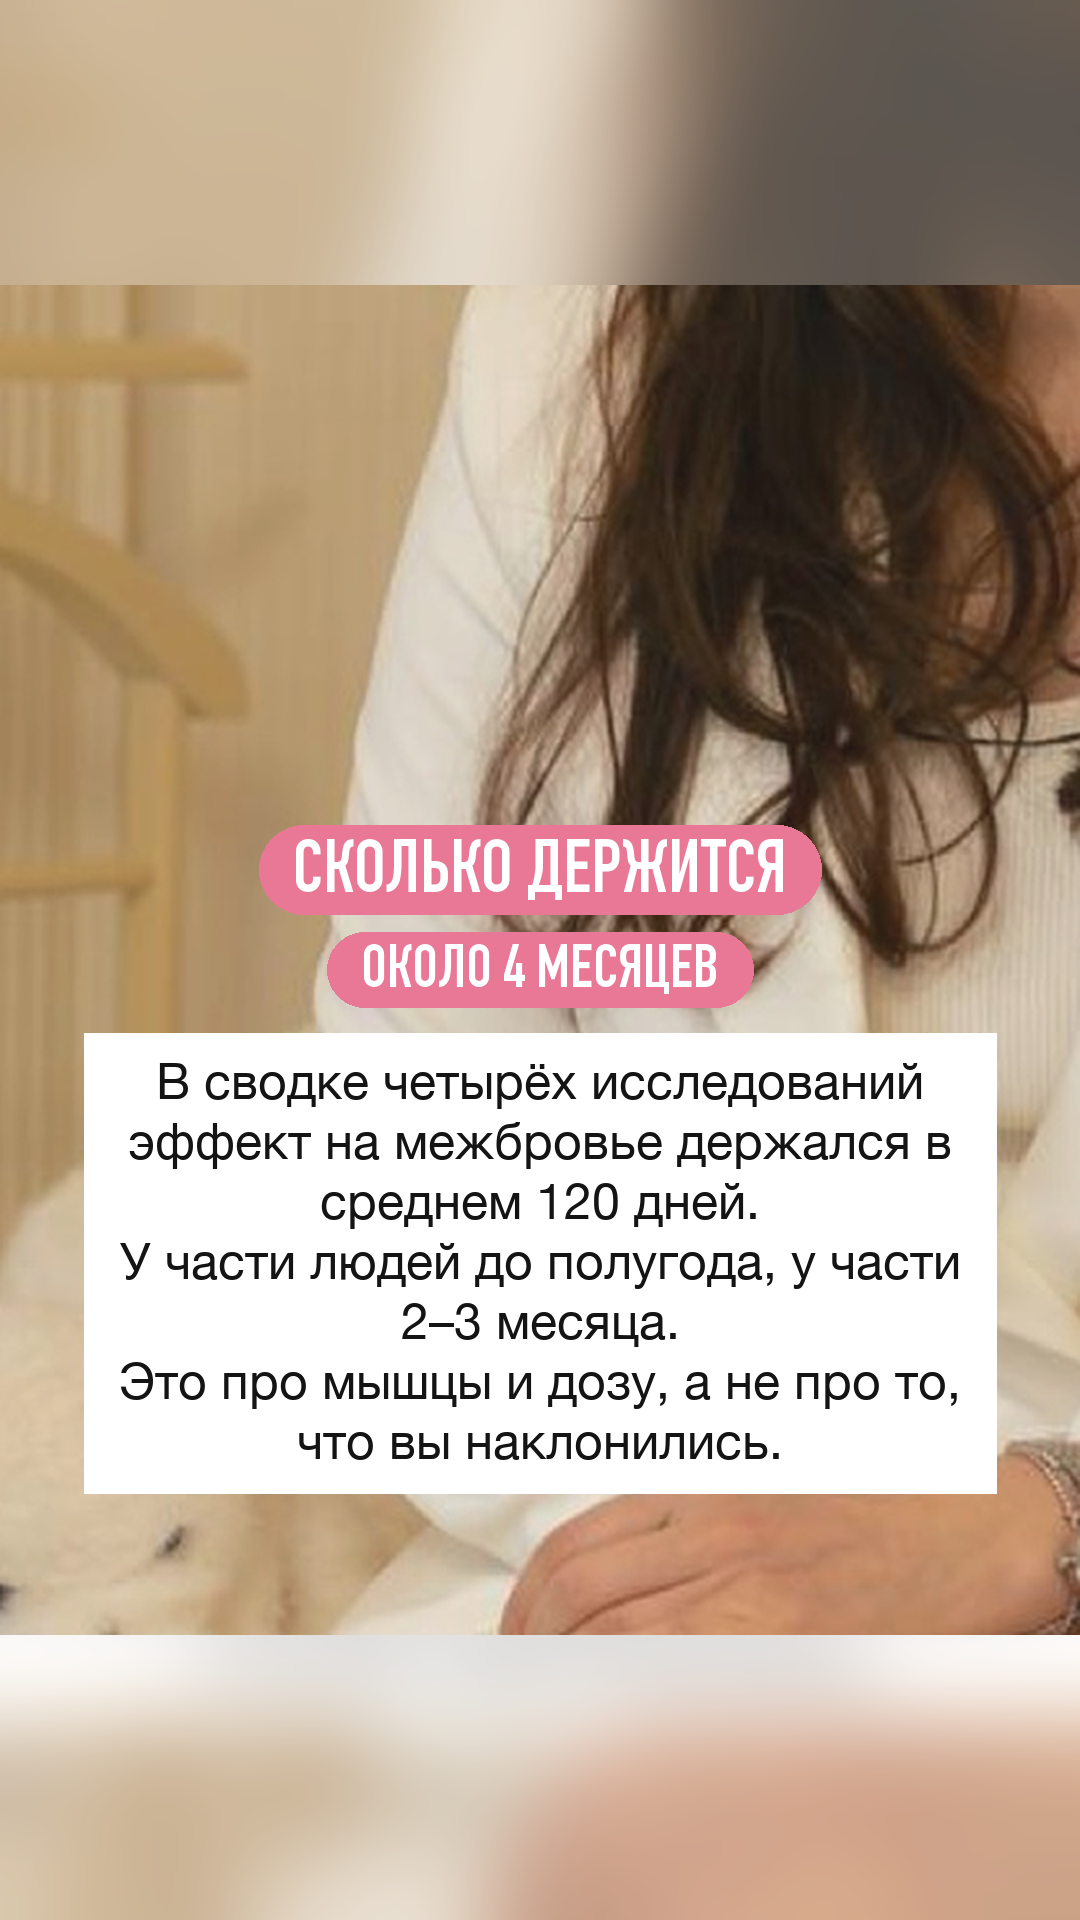 СКОЛЬКО ДЕРЖИТСЯ
ОКОЛО 4 МЕСЯЦЕВ
В сводке четырёх исследований
эффект на межбровье держался в
среднем 120 дней.
У части людей до полугода, у части
2–3 месяца.
Это про мышцы и дозу, а не про то,
что вы наклонились.